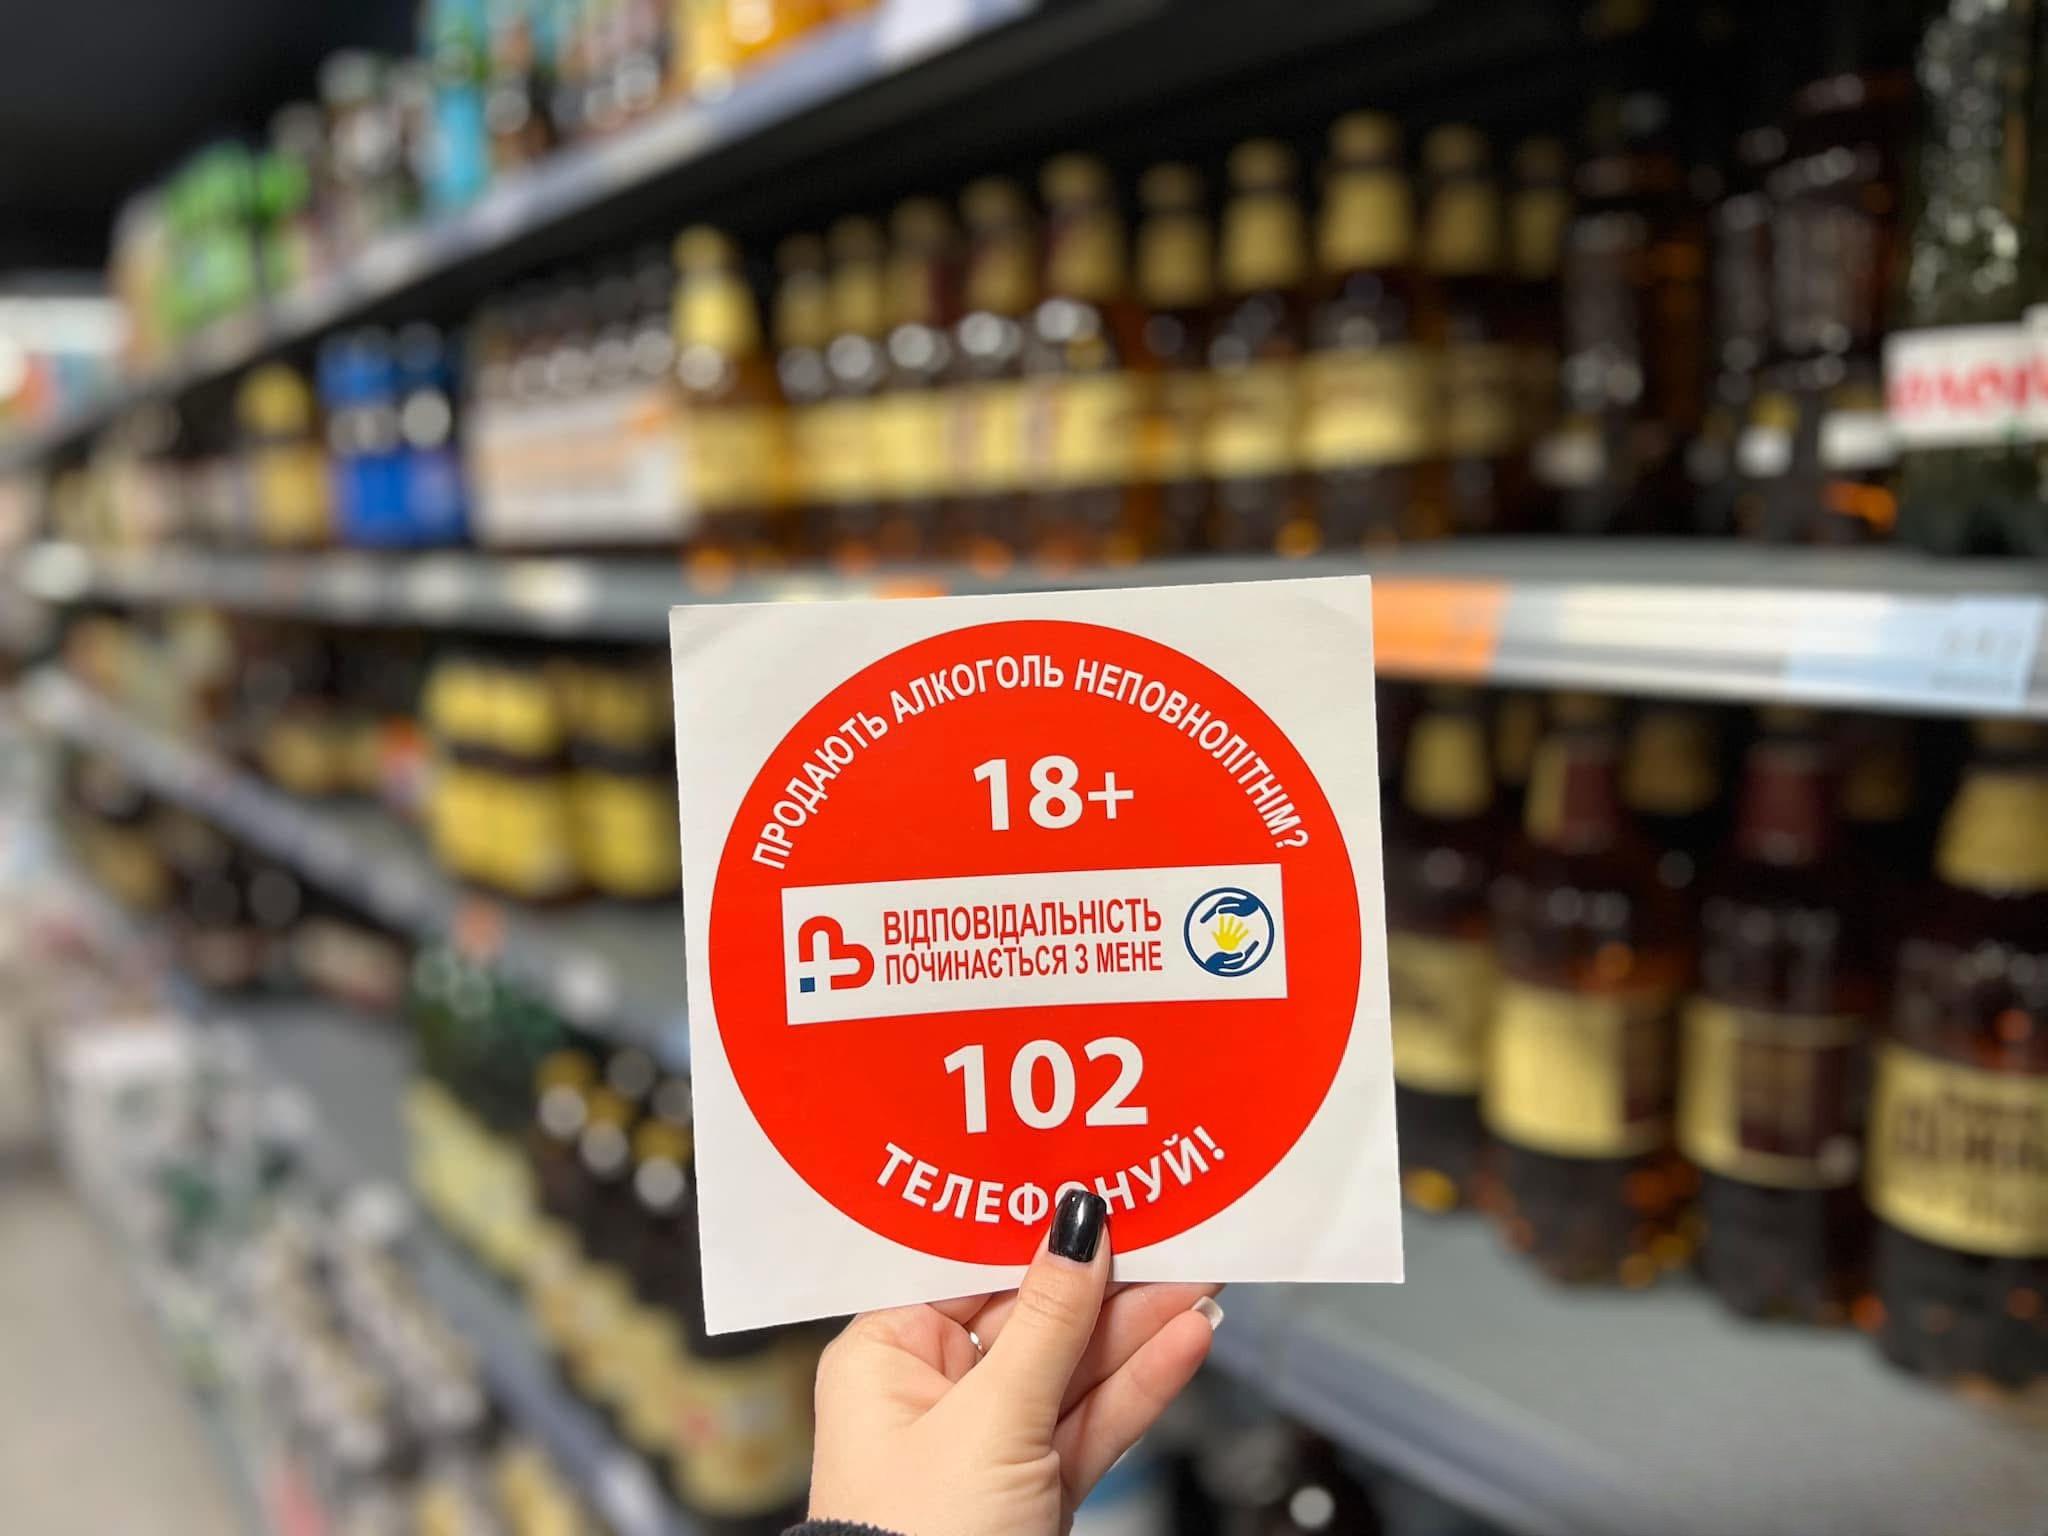 ПРОДАЮТЬ АЛКОГОЛЬ НЕПОВНОЛІТНІМ?
18+
ВІДПОВІДАЛЬНІСТЬ
ПОЧИНАЄТЬСЯ З МЕНЕ
102
ТЕЛЕФОНУЙ!